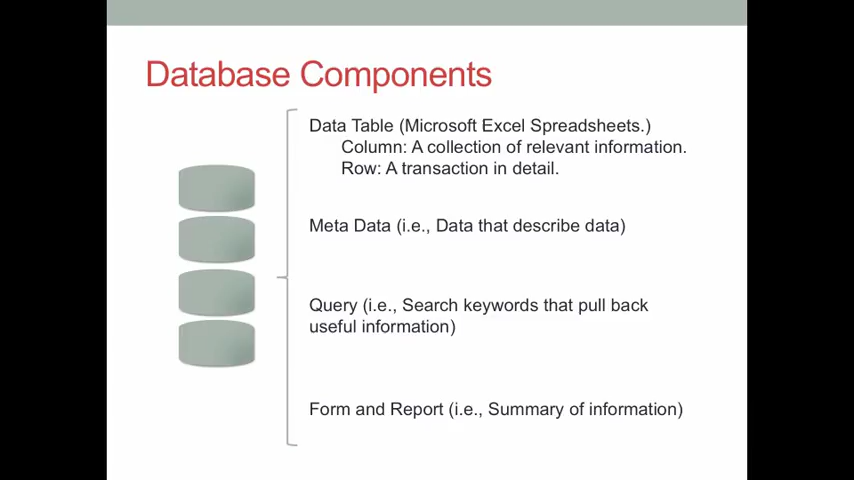 Database Components
Data Table (Microsoft Excel Spreadsheets.)
Column: A collection of relevant information.
Row: A transaction in detail.
Meta Data (i.e., Data that describe data)
Query (i.e., Search keywords that pull back
useful information)
Form and Report (i.e., Summary of information)